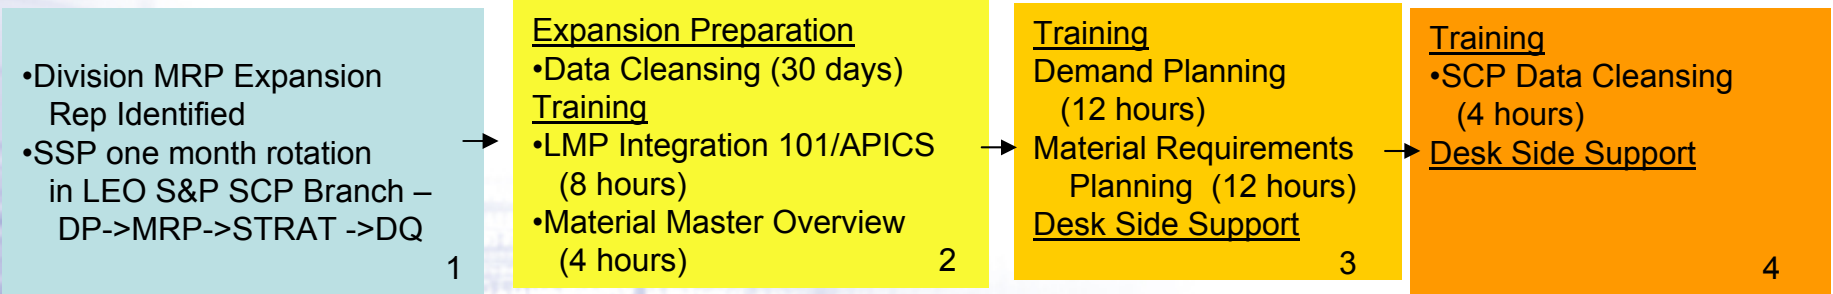 •Division MRP Expansion
Rep Identified
•SSP one month rotation
in LEO S&P SCP Branch –
DP->MRP->STRAT ->DQ
1
Expansion Preparation
•Data Cleansing (30 days)
Training
•LMP Integration 101/APICS
(8 hours)
•Material Master Overview
(4 hours)
2
Training
Demand Planning
(12 hours)
Material Requirements
Planning (12 hours)
Desk Side Support
3
Training
•SCP Data Cleansing
(4 hours)
Desk Side Support
4